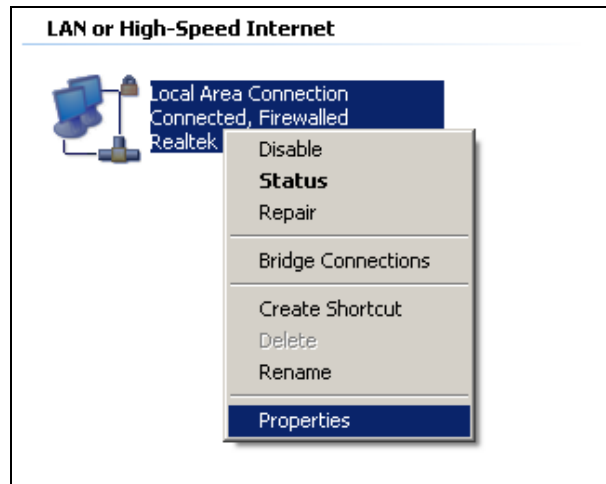 LAN or High-Speed Internet
Local Area Connection
Connected, Firewalled
Realtek
Disable
Status
Repair
Bridge Connections
Create Shortcut
Delete
Rename
Properties